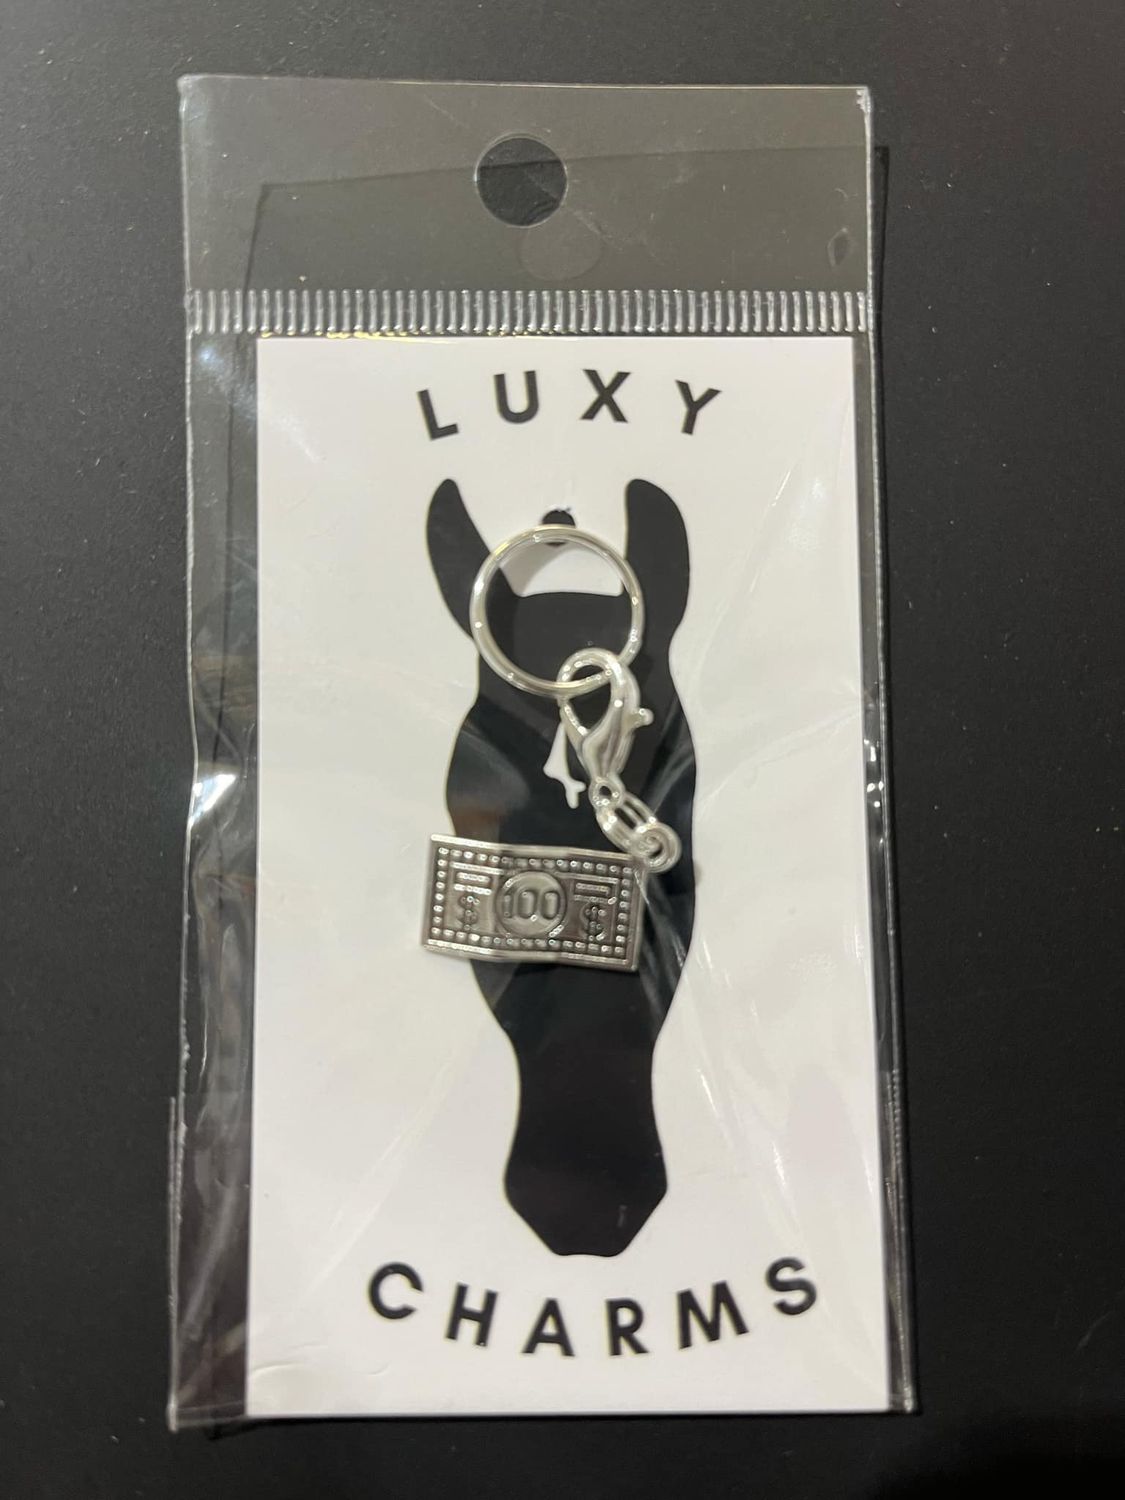 LUXY
$ 100 $
CHARMS